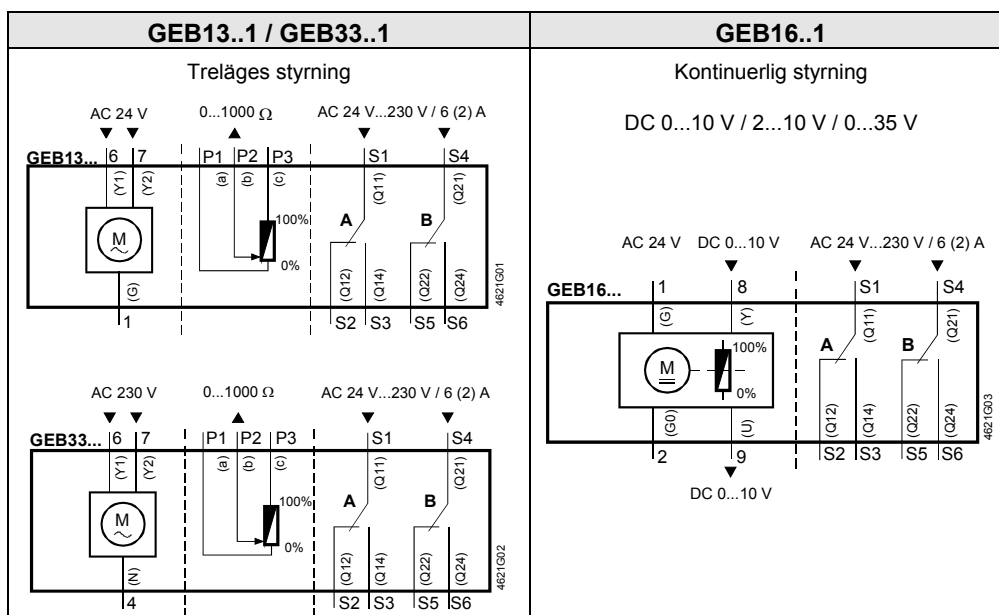 GEB13..1 / GEB33..1
Treläges styrning
AC 24 V 0...1000 Ω AC 24 V...230 V / 6 (2) A
GEB13... 6 7 P1 P2 P3 S1 S4
(Y1) (Y2) (a) (b) (c) (Q11) (Q21)
M 100% A B
0%
(G) (Q12) (Q14) (Q22) (Q24)
1 S2 S3 S5 S6
4621G01
AC 230 V 0...1000 Ω AC 24 V...230 V / 6 (2) A
GEB33... 6 7 P1 P2 P3 S1 S4
(Y1) (Y2) (a) (b) (c) (Q11) (Q21)
M 100% A B
0%
(N) (Q12) (Q14) (Q22) (Q24)
4 S2 S3 S5 S6
4621G02
GEB16..1
Kontinuerlig styrning
DC 0...10 V / 2...10 V / 0...35 V
AC 24 V DC 0...10 V AC 24 V...230 V / 6 (2) A
GEB16... 1 8 S1 S4
(G) (Y) (Q11) (Q21)
M 100% A B
0%
(G0) (U) (Q12) (Q14) (Q22) (Q24)
2 9 S2 S3 S5 S6
DC 0...10 V
4621G03